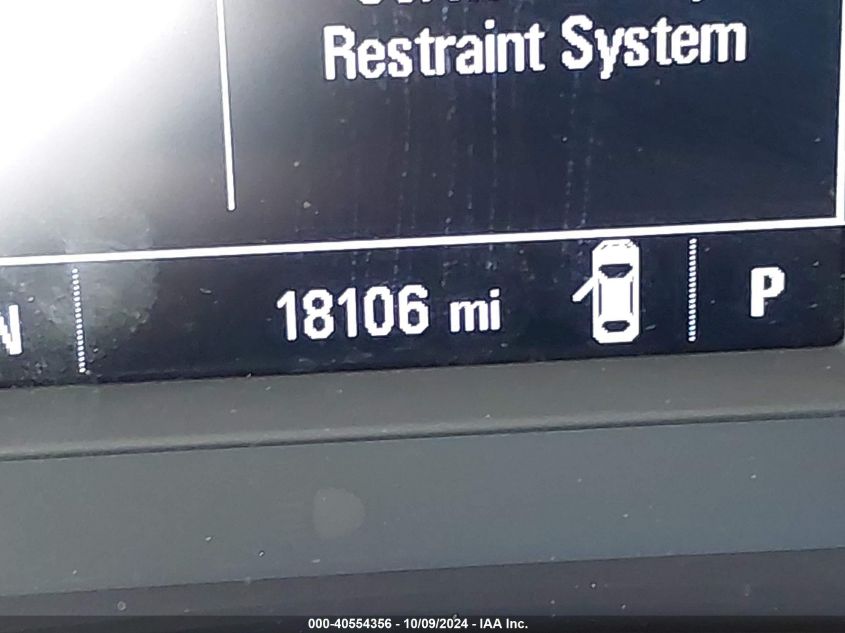 Restraint System
N
18106 mi
P
000-40554356 - 10/09/2024 - IAA Inc.